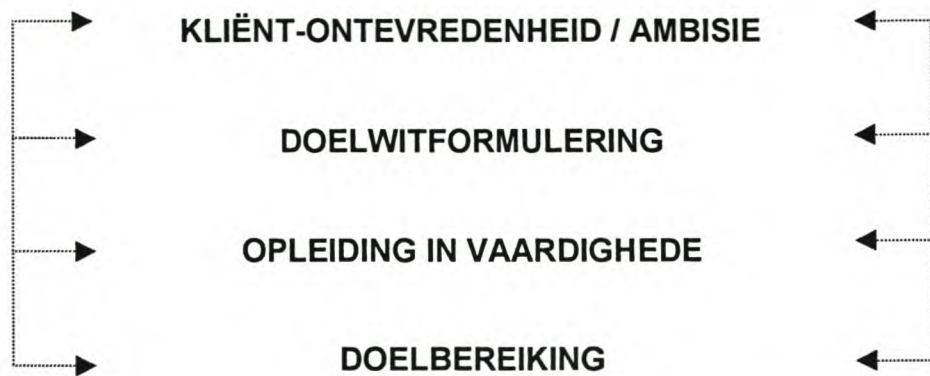 KLIËNT-ONTEVREDENHEID / AMBISIE
DOELWITFORMULERING
OPLEIDING IN VAARDIGHEDE
DOELBEREIKING